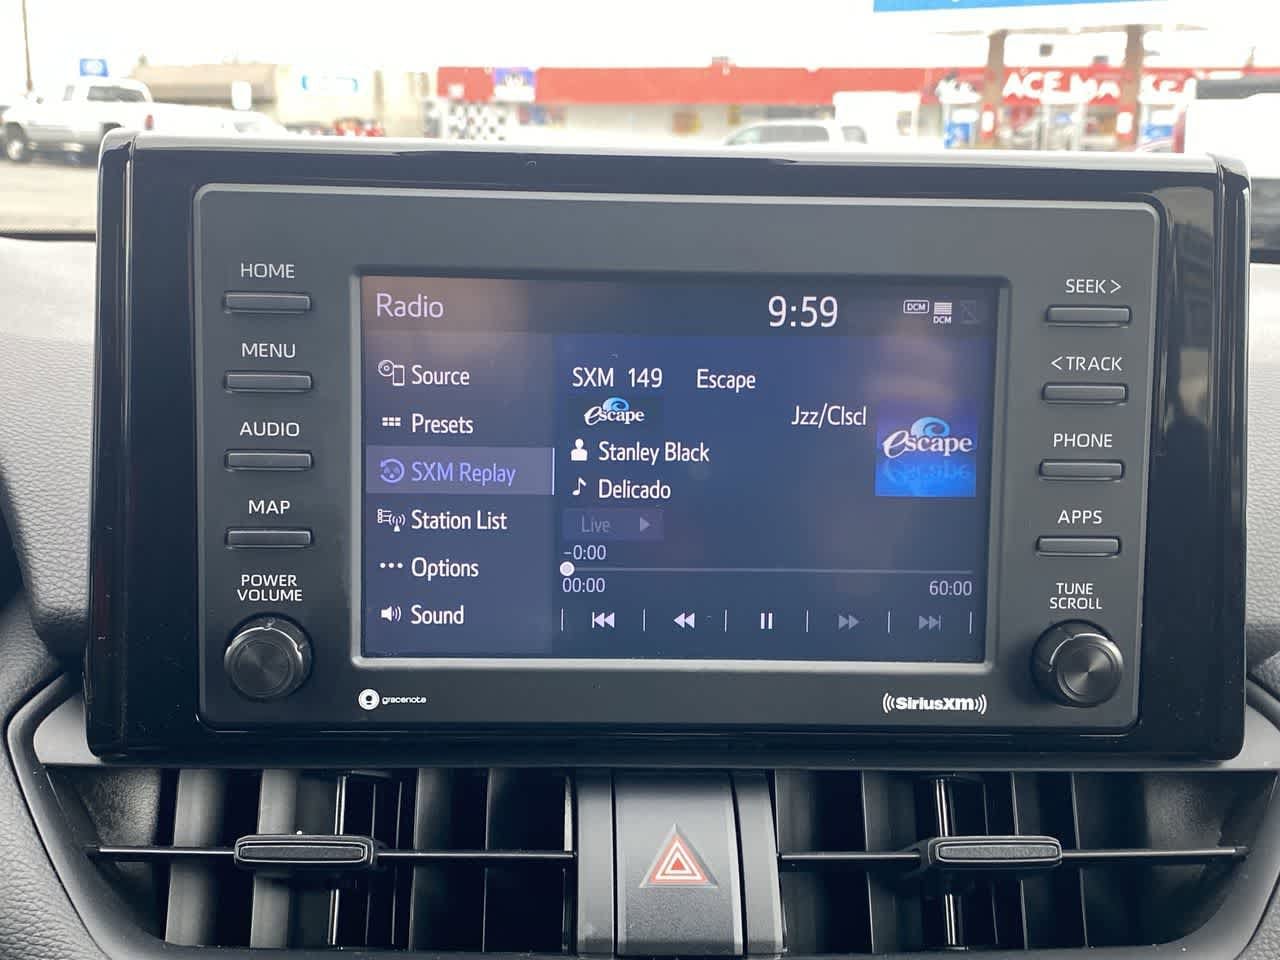 ACE MA
HOME
MENU
AUDIO
MAP
POWER
VOLUME
Radio
9:59
DCM
DCM
Source
Presets
SXM Replay
Station List
Options
Sound
SXM 149 Escape
escape
Jzz/Clscl
escape
Stanley Black
Delicado
Live
-0:00
00:00
60:00
SEEK >
< TRACK
PHONE
APPS
TUNE
SCROLL
gracenote
((SiriusXM))